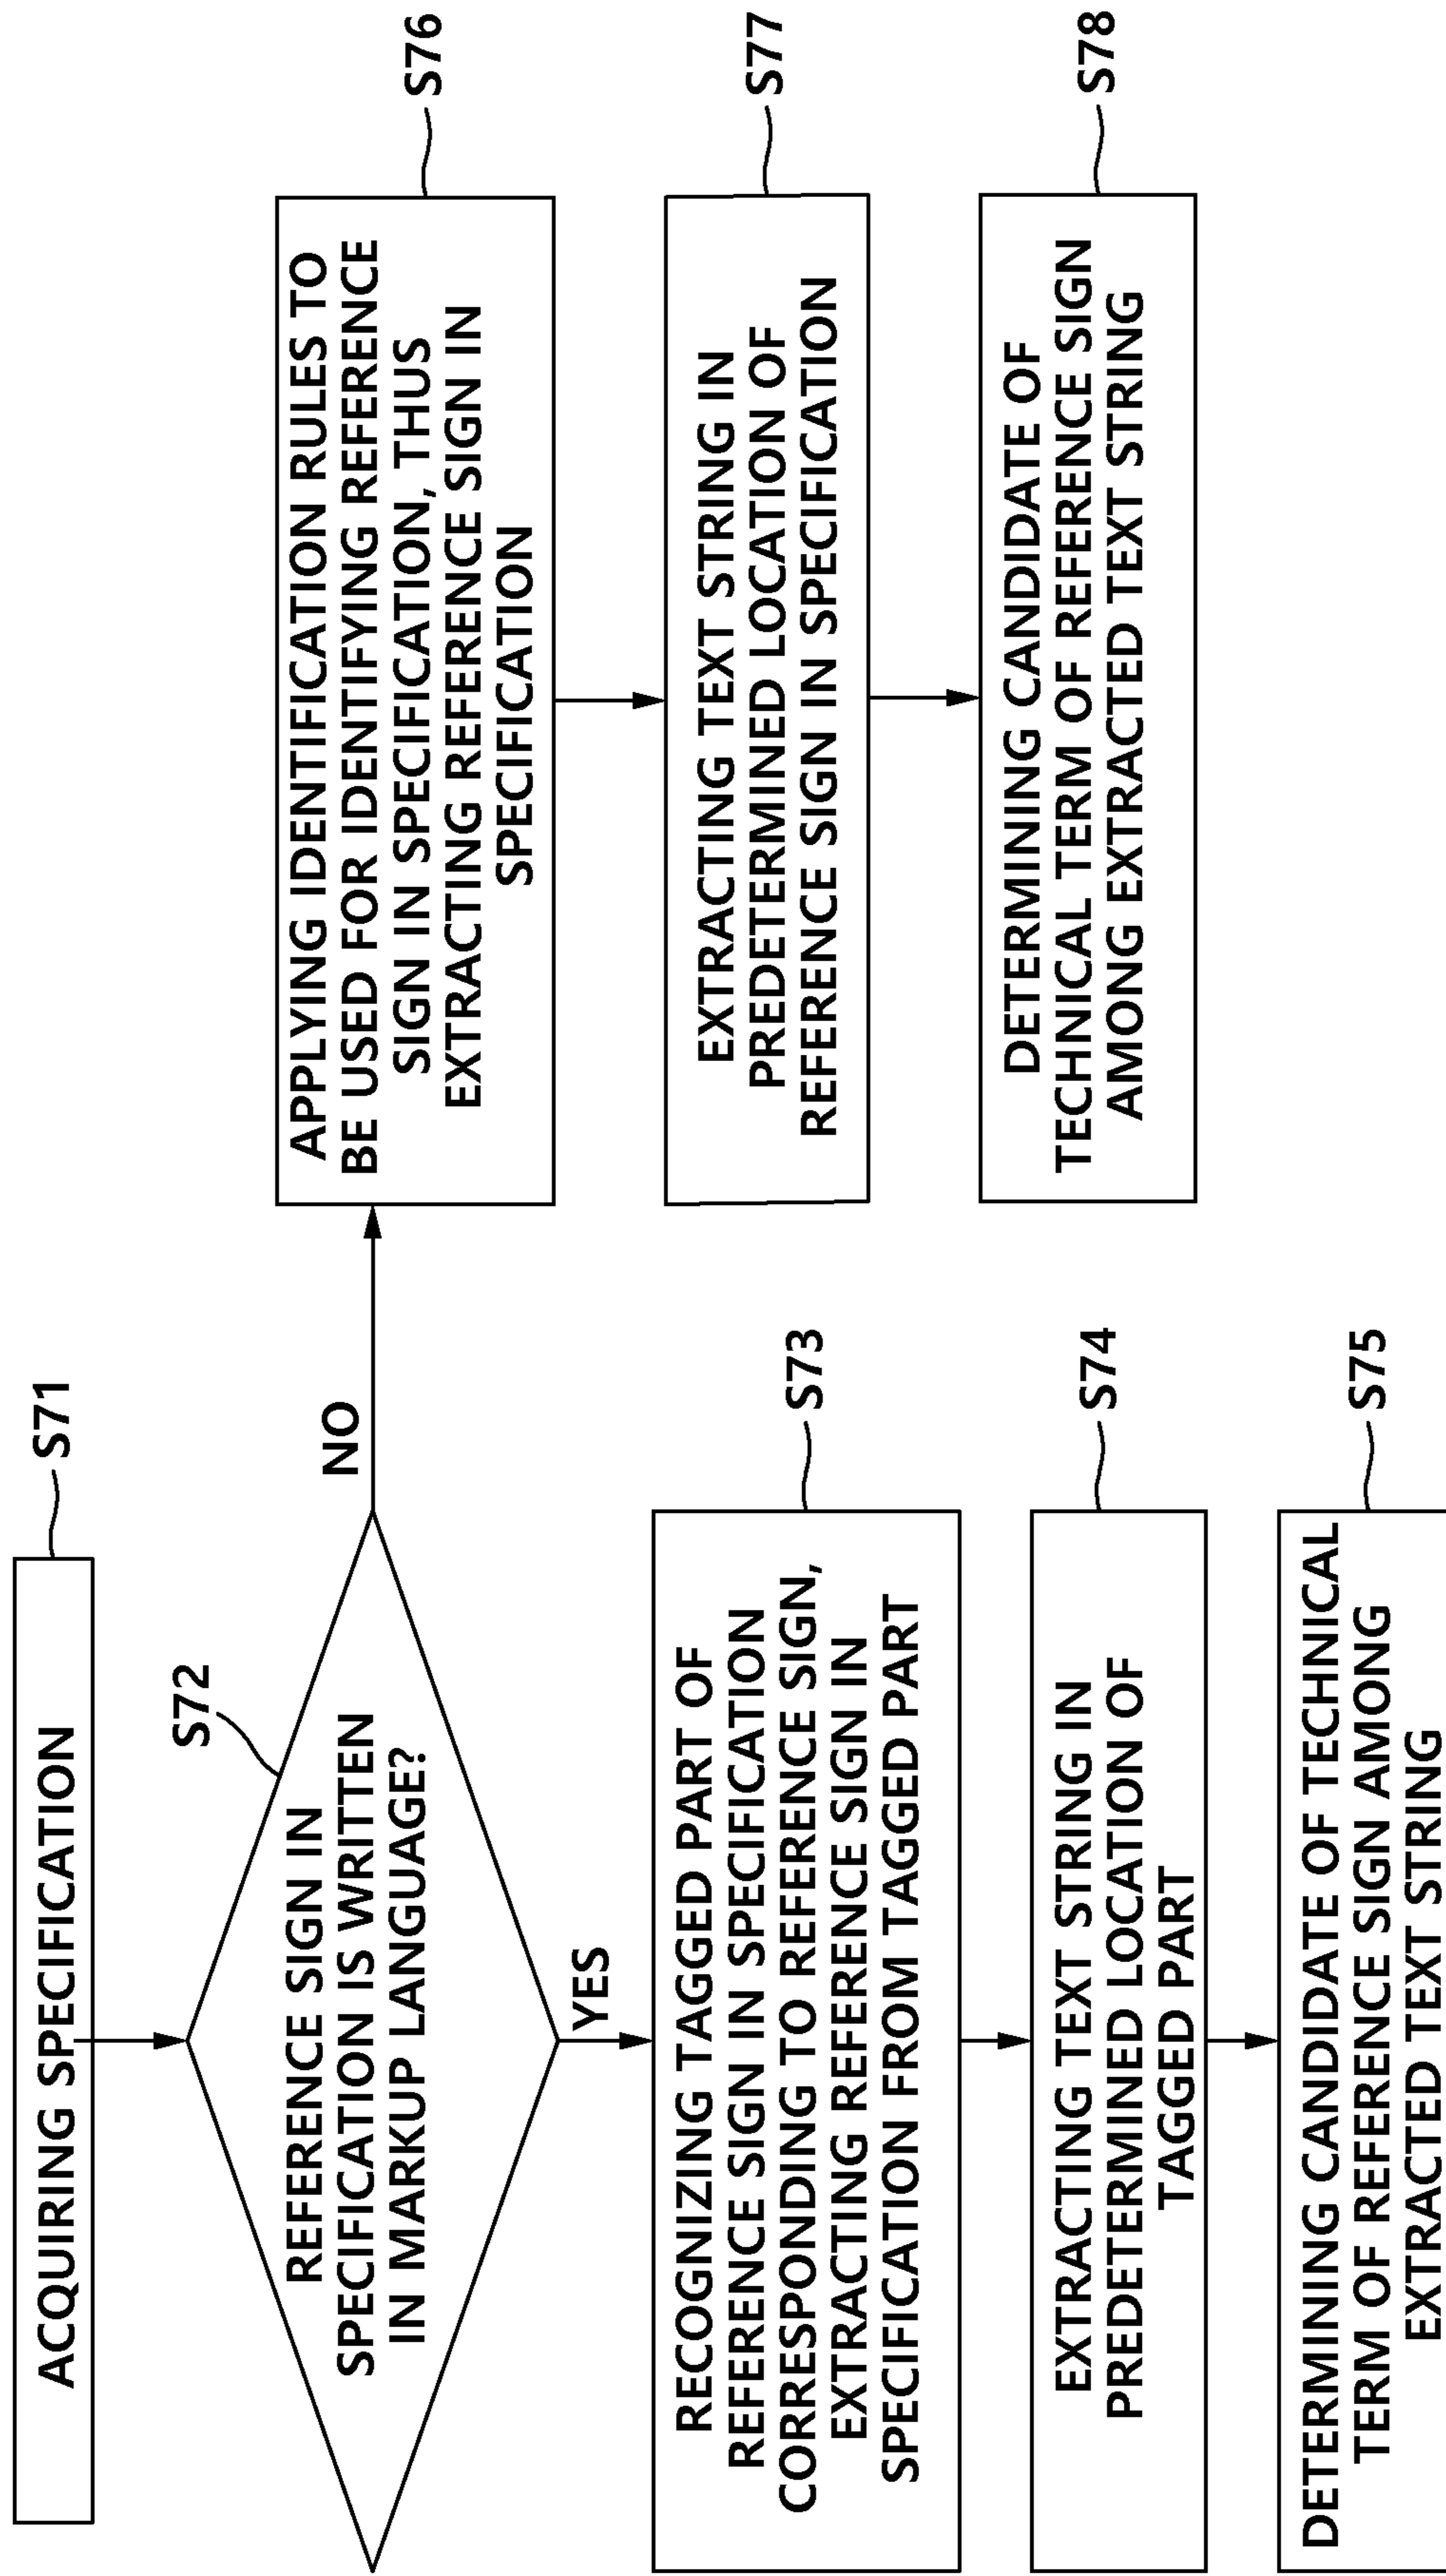 ACQUIRING SPECIFICATION
S71
S72
REFERENCE SIGN IN
SPECIFICATION IS WRITTEN
IN MARKUP LANGUAGE?
NO
YES
RECOGNIZING TAGGED PART OF
REFERENCE SIGN IN SPECIFICATION
CORRESPONDING TO REFERENCE SIGN,
EXTRACTING REFERENCE SIGN IN
SPECIFICATION FROM TAGGED PART
S73
EXTRACTING TEXT STRING IN
PREDETERMINED LOCATION OF
TAGGED PART
S74
DETERMINING CANDIDATE OF TECHNICAL
TERM OF REFERENCE SIGN AMONG
EXTRACTED TEXT STRING
S75
APPLYING IDENTIFICATION RULES TO
BE USED FOR IDENTIFYING REFERENCE
SIGN IN SPECIFICATION, THUS
EXTRACTING REFERENCE SIGN IN
SPECIFICATION
S76
EXTRACTING TEXT STRING IN
PREDETERMINED LOCATION OF
REFERENCE SIGN IN SPECIFICATION
S77
DETERMINING CANDIDATE OF
TECHNICAL TERM OF REFERENCE SIGN
AMONG EXTRACTED TEXT STRING
S78